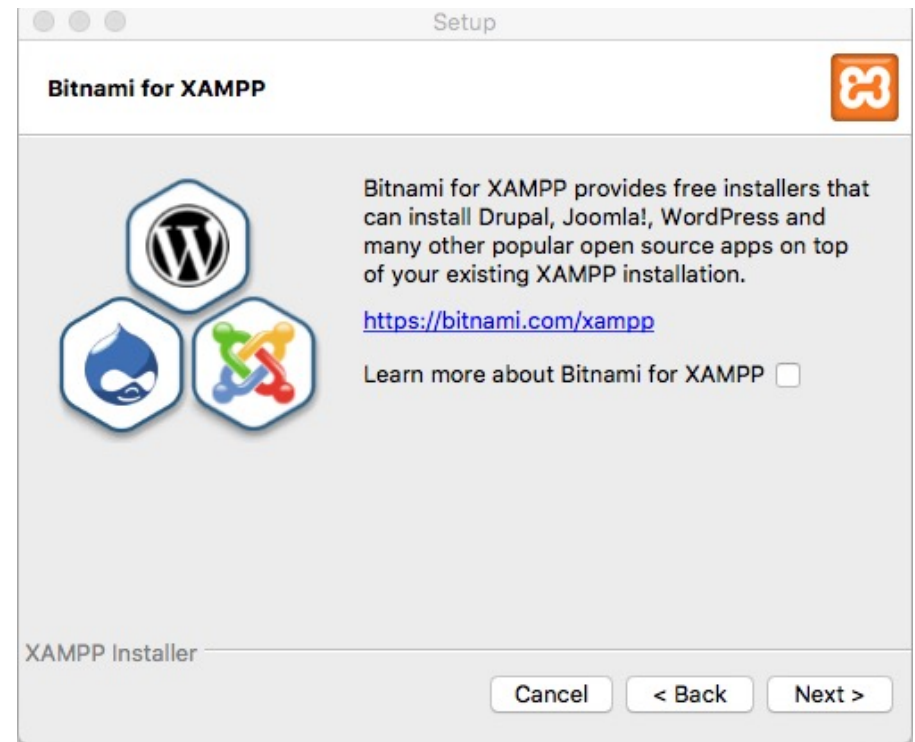 Setup
Bitnami for XAMPP
Bitnami for XAMPP provides free installers that
can install Drupal, Joomla!, WordPress and
many other popular open source apps on top
of your existing XAMPP installation.
https://bitnami.com/xampp
Learn more about Bitnami for XAMPP
XAMPP Installer
Cancel
< Back
Next >